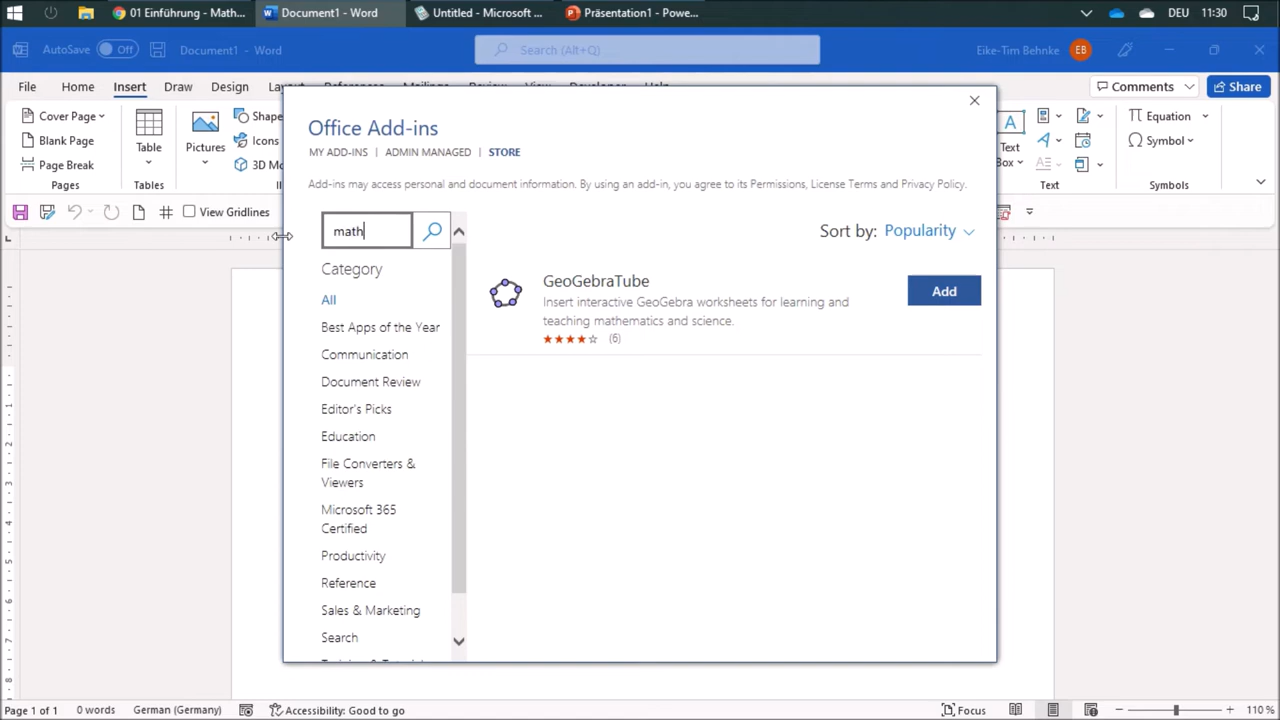 01 Einführung - Math...
Document1 - Word
Untitled - Microsoft ...
Präsentation1 - Powe...
DEU
11:30
AutoSave
Off
Document1 - Word
Search (Alt+Q)
Eike-Tim Behnke
EB
File
Home
Insert
Draw
Design
Help
Comments
Share
Cover Page
Blank Page
Page Break
Pages
Table
Tables
Pictures
Icons
Text
Box
Text
Equation
Symbol
Symbols
View Gridlines
Office Add-ins
MY ADD-INS | ADMIN MANAGED | STORE
Add-ins may access personal and document information. By using an add-in, you agree to its Permissions, License Terms and Privacy Policy.
math
Sort by: Popularity
Category
All
Best Apps of the Year
Communication
Document Review
Editor's Picks
Education
File Converters &
Viewers
Microsoft 365
Certified
Productivity
Reference
Sales & Marketing
Search
GeoGebraTube
Insert interactive GeoGebra worksheets for learning and
teaching mathematics and science.
(6)
Add
Page 1 of 1
0 words
German (Germany)
Accessibility: Good to go
Focus
110 %